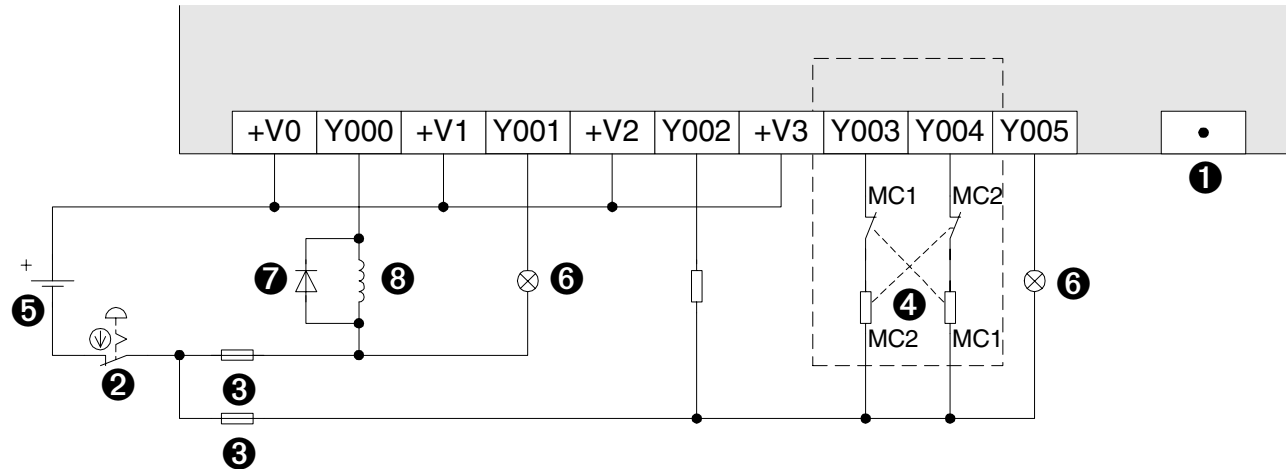 +V0 Y000 +V1 Y001 +V2 Y002 +V3 Y003 Y004 Y005
❶
MC1 MC2
+
❼ ❽ ❻ ❻
❺ ❹
MC2 MC1
❷ ❸
❸